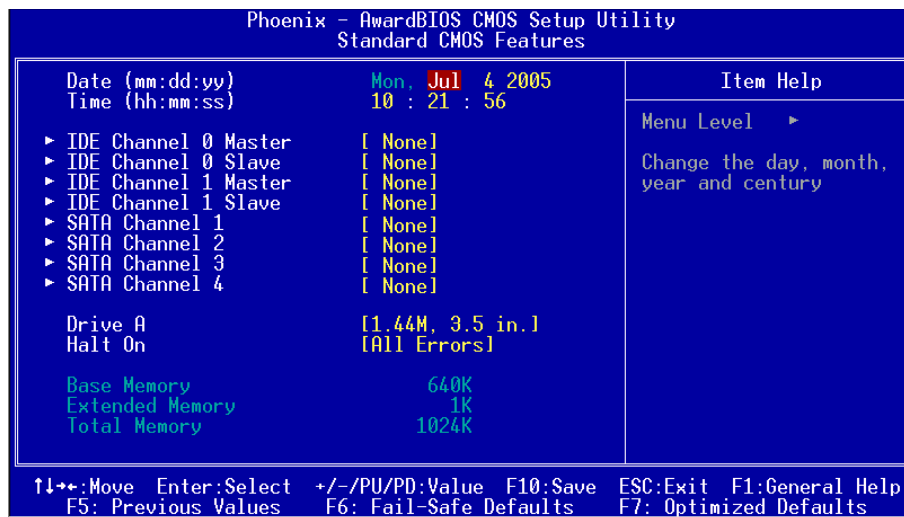 Phoenix - AwardBIOS CMOS Setup Utility
Standard CMOS Features
Date (mm:dd:yy) Mon, Jul 4 2005
Time (hh:mm:ss) 10 : 21 : 56
► IDE Channel 0 Master [ None]
► IDE Channel 0 Slave [ None]
► IDE Channel 1 Master [ None]
► IDE Channel 1 Slave [ None]
► SATA Channel 1 [ None]
► SATA Channel 2 [ None]
► SATA Channel 3 [ None]
► SATA Channel 4 [ None]
Drive A [1.44M, 3.5 in.]
Halt On [All Errors]
Base Memory 640K
Extended Memory 1K
Total Memory 1024K
Item Help
Menu Level ►
Change the day, month,
year and century
↑↓→←:Move Enter:Select +/-/PU/PD:Value F10:Save ESC:Exit F1:General Help
F5: Previous Values F6: Fail-Safe Defaults F7: Optimized Defaults